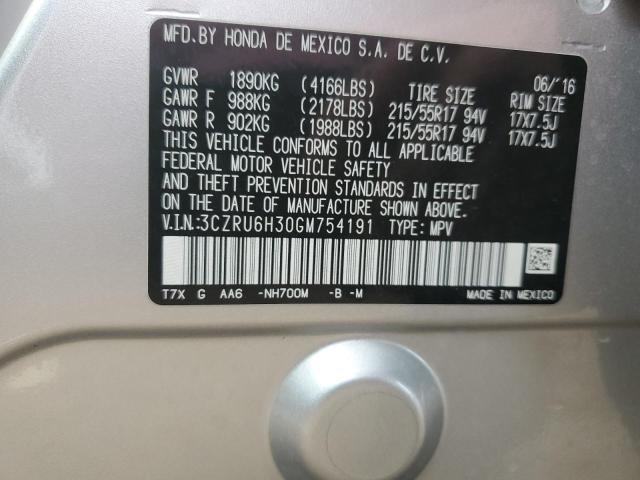 MFD.BY HONDA DE MEXICO S.A. DE C.V.
06/'16
GVWR 1890KG (4166LBS) TIRE SIZE RIM SIZE
GAWR F 988KG (2178LBS) 215/55R17 94V 17X7.5J
GAWR R 902KG (1988LBS) 215/55R17 94V 17X7.5J
THIS VEHICLE CONFORMS TO ALL APPLICABLE
FEDERAL MOTOR VEHICLE SAFETY
AND THEFT PREVENTION STANDARDS IN EFFECT
ON THE DATE OF MANUFACTURE SHOWN ABOVE.
V.I.N.:3CZRU6H30GM754191 TYPE: MPV
T7X G AA6 -NH700M -B -M MADE IN MEXICO